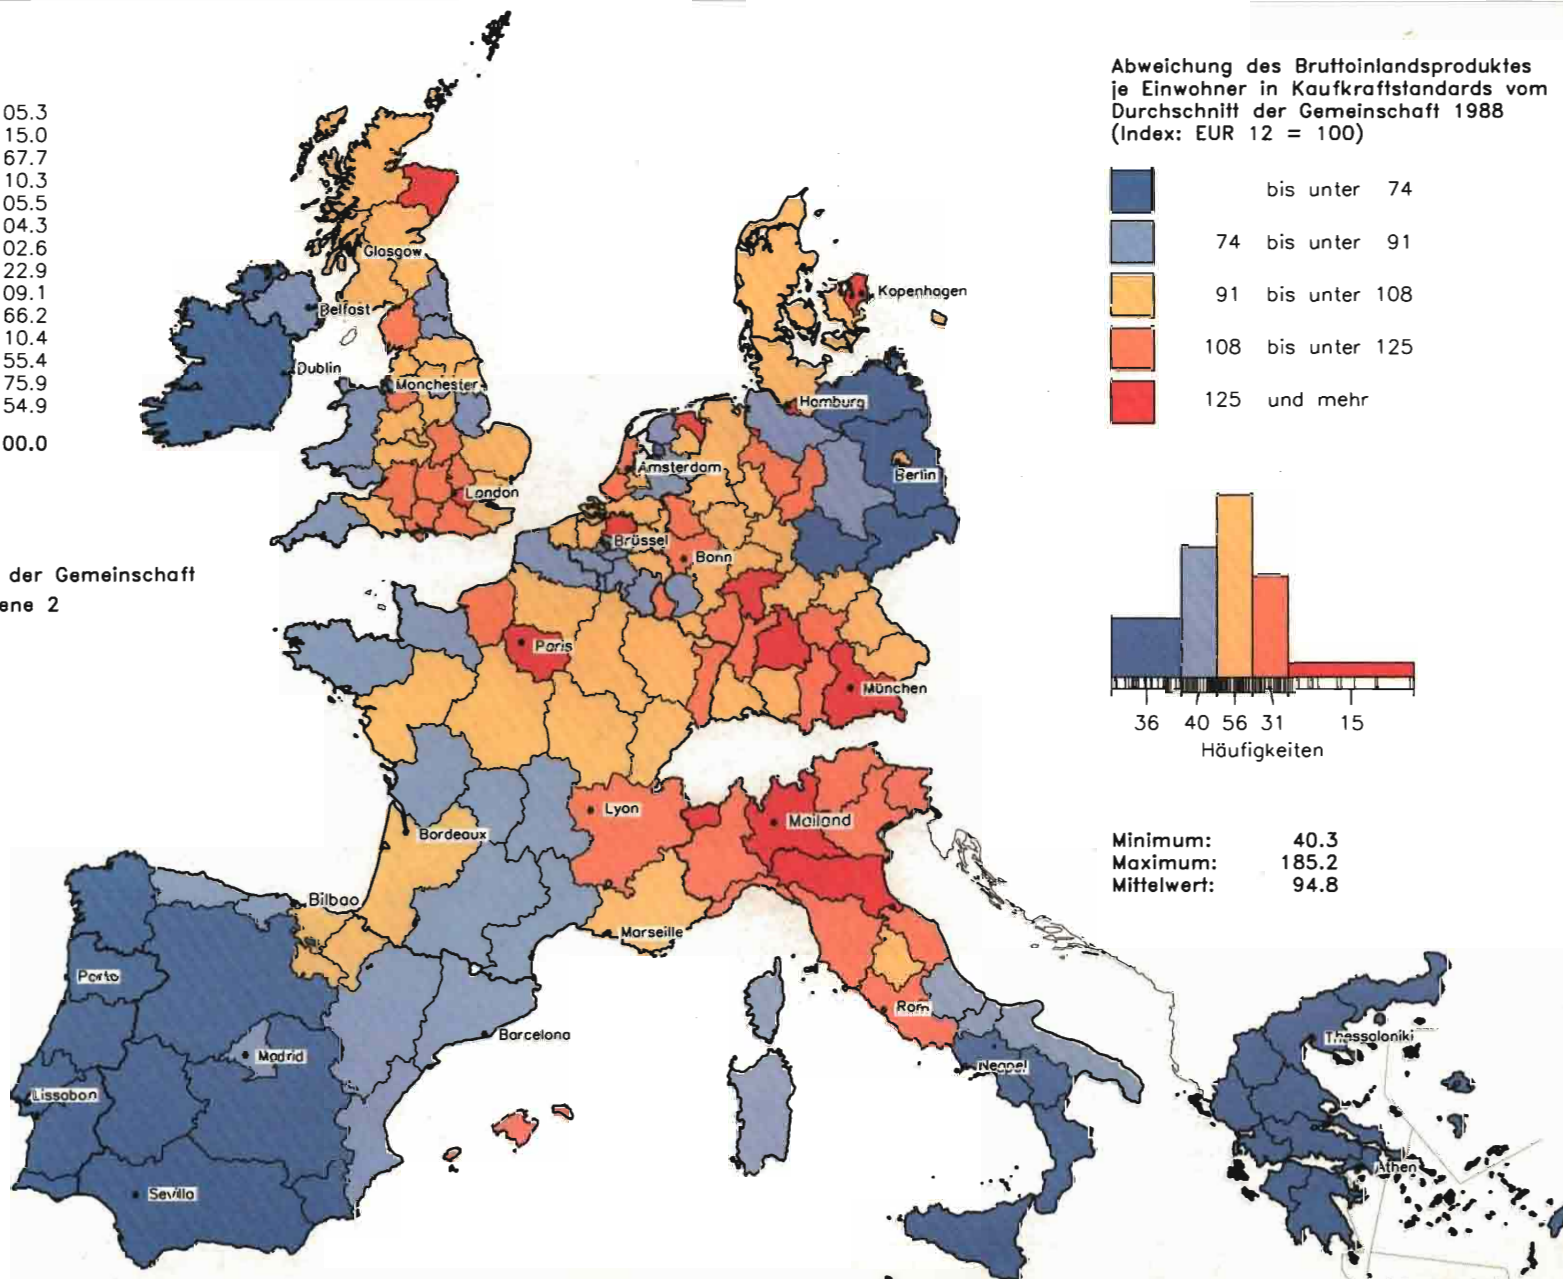 05.3
15.0
67.7
10.3
05.5
04.3
02.6
22.9
09.1
66.2
10.4
55.4
75.9
54.9
00.0
der Gemeinschaft
ene 2
Abweichung des Bruttoinlandsproduktes
je Einwohner in Kaufkraftstandards vom
Durchschnitt der Gemeinschaft 1988
(Index: EUR 12 = 100)
bis unter 74
74 bis unter 91
91 bis unter 108
108 bis unter 125
125 und mehr
36 40 56 31 15
Häufigkeiten
Minimum: 40.3
Maximum: 185.2
Mittelwert: 94.8
Glasgow
Belfast
Dublin
Manchester
London
Kopenhagen
Hamburg
Berlin
Amsterdam
Brüssel
Bonn
Paris
München
Lyon
Mailand
Bordeaux
Bilbao
Marseille
Porto
Rom
Barcelona
Madrid
Thessaloniki
Neapel
Lissabon
Athen
Sevilla